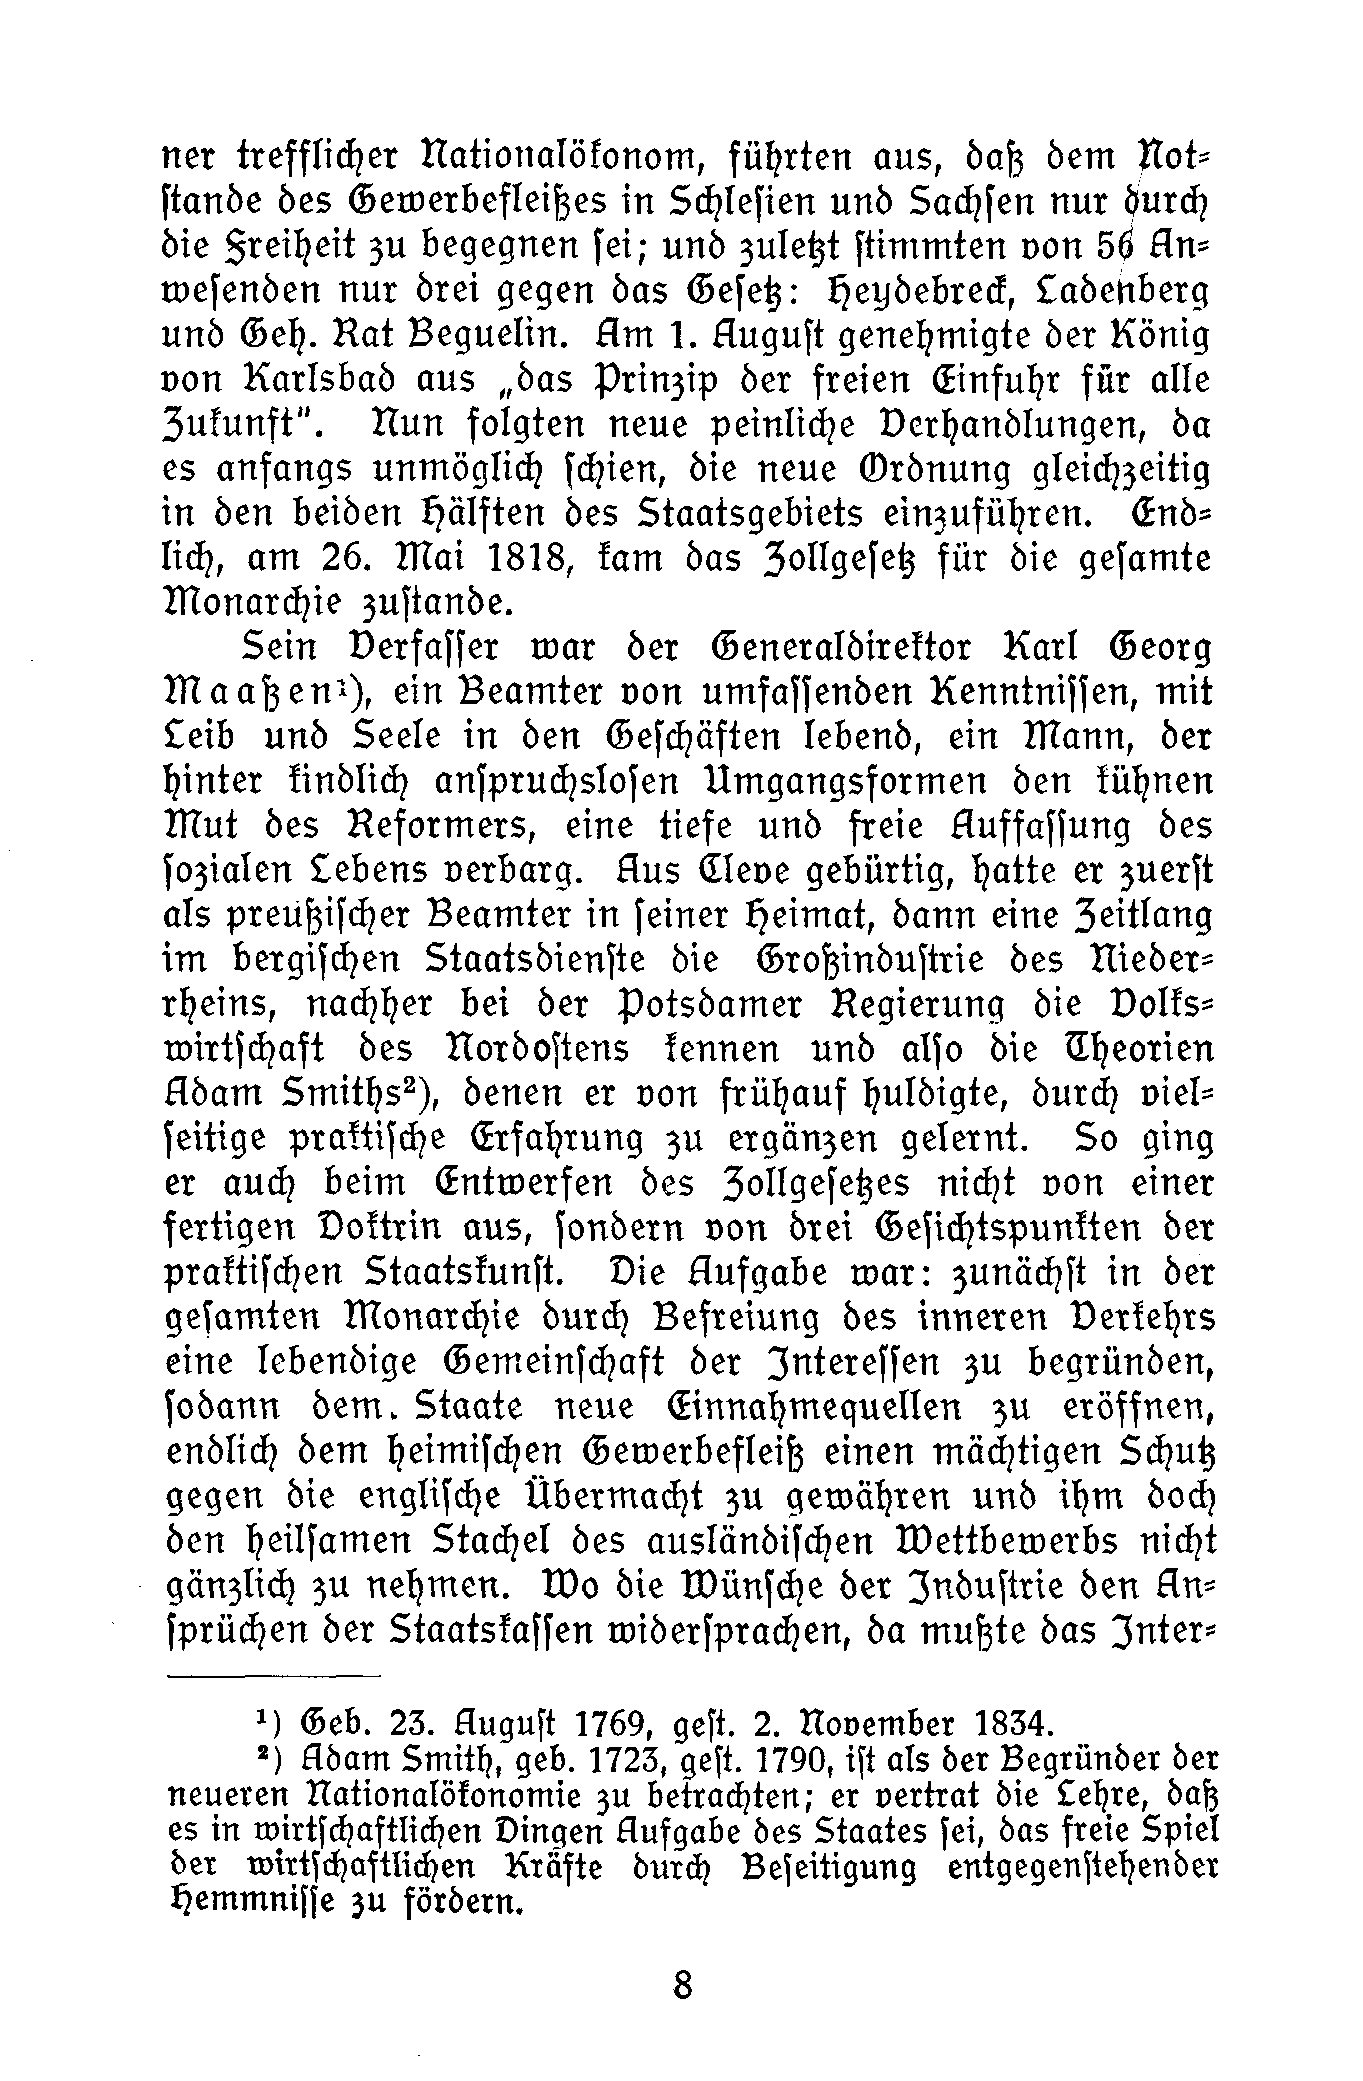 ner trefflicher Nationalökonom, führten aus, daß dem Not-
stande des Gewerbefleißes in Schlesien und Sachsen nur durch
die Freiheit zu begegnen sei; und zuletzt stimmten von 56 An-
wesenden nur drei gegen das Gesetz: Heydebreck, Ladenberg
und Geh. Rat Beguelin. Am 1. August genehmigte der König
von Karlsbad aus „das Prinzip der freien Einfuhr für alle
Zukunft". Nun folgten neue peinliche Verhandlungen, da
es anfangs unmöglich schien, die neue Ordnung gleichzeitig
in den beiden Hälften des Staatsgebiets einzuführen. End-
lich, am 26. Mai 1818, kam das Zollgesetz für die gesamte
Monarchie zustande.
Sein Verfasser war der Generaldirektor Karl Georg
Maaßen¹), ein Beamter von umfassenden Kenntnissen, mit
Leib und Seele in den Geschäften lebend, ein Mann, der
hinter kindlich anspruchslosen Umgangsformen den kühnen
Mut des Reformers, eine tiefe und freie Auffassung des
sozialen Lebens verbarg. Aus Cleve gebürtig, hatte er zuerst
als preußischer Beamter in seiner Heimat, dann eine Zeitlang
im bergischen Staatsdienste die Großindustrie des Nieder-
rheins, nachher bei der Potsdamer Regierung die Volks-
wirtschaft des Nordostens kennen und also die Theorien
Adam Smiths²), denen er von frühauf huldigte, durch viel-
seitige praktische Erfahrung zu ergänzen gelernt. So ging
er auch beim Entwerfen des Zollgesetzes nicht von einer
fertigen Doktrin aus, sondern von drei Gesichtspunkten der
praktischen Staatskunst. Die Aufgabe war: zunächst in der
gesamten Monarchie durch Befreiung des inneren Verkehrs
eine lebendige Gemeinschaft der Interessen zu begründen,
sodann dem. Staate neue Einnahmequellen zu eröffnen,
endlich dem heimischen Gewerbefleiß einen mächtigen Schutz
gegen die englische Übermacht zu gewähren und ihm doch
den heilsamen Stachel des ausländischen Wettbewerbs nicht
gänzlich zu nehmen. Wo die Wünsche der Industrie den An-
sprüchen der Staatskassen widersprachen, da mußte das Inter-
¹) Geb. 23. August 1769, gest. 2. November 1834.
²) Adam Smith, geb. 1723, gest. 1790, ist als der Begründer der
neueren Nationalökonomie zu betrachten; er vertrat die Lehre, daß
es in wirtschaftlichen Dingen Aufgabe des Staates sei, das freie Spiel
der wirtschaftlichen Kräfte durch Beseitigung entgegenstehender
Hemmnisse zu fördern.
8